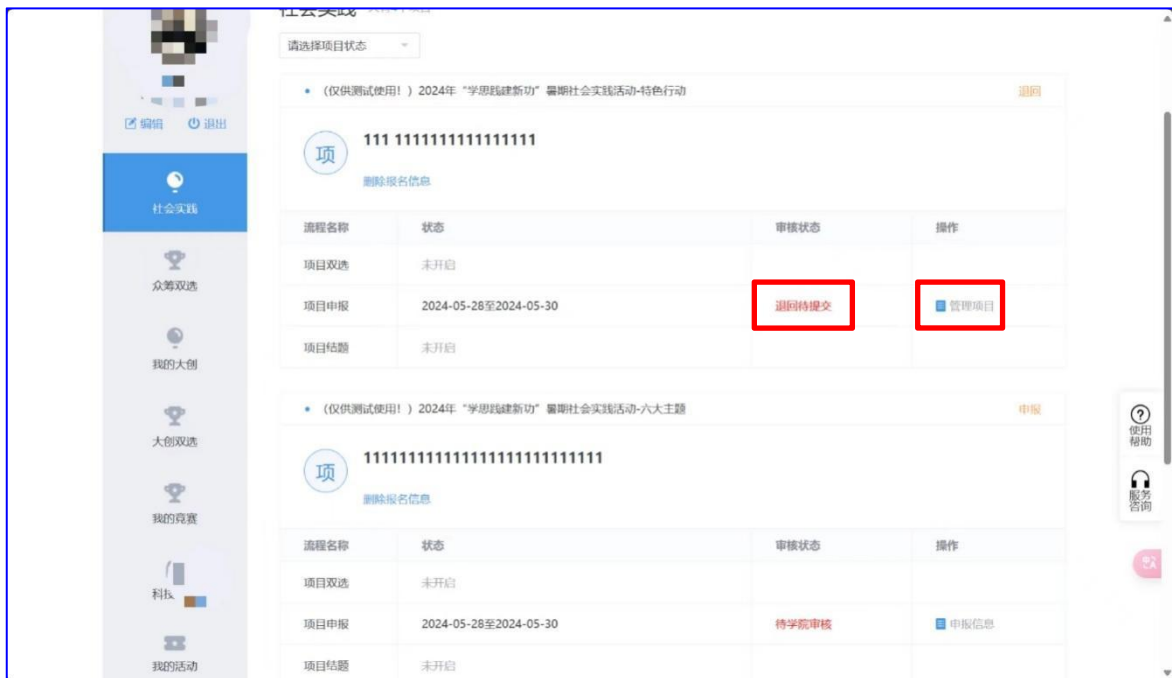 社会实践
请选择项目状态
(仅供测试使用！）2024年“学思践建新功”暑期社会实践活动-特色行动
退回
编辑
退出
项
111 1111111111111111
删除报名信息
社会实践
流程名称 状态 审核状态 操作
项目双选 未开启
众筹双选
项目申报 2024-05-28至2024-05-30 退回待提交 管理项目
项目结题 未开启
我的大创
(仅供测试使用！）2024年“学思践建新功”暑期社会实践活动-六大主题
申报
使用
帮助
大创双选
项
1111111111111111111111111111
删除报名信息
服务
咨询
我的竞赛
流程名称 状态 审核状态 操作
项目双选 未开启
科技
项目申报 2024-05-28至2024-05-30 待学院审核 申报信息
我的活动
项目结题 未开启